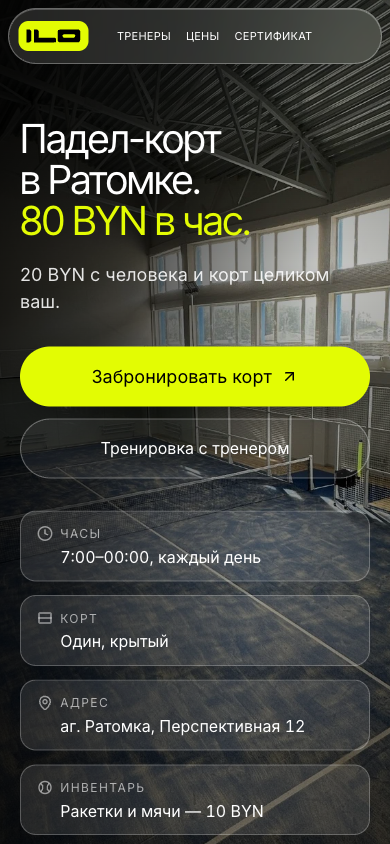 ILO
ТРЕНЕРЫ ЦЕНЫ СЕРТИФИКАТ
Падел-корт
в Ратомке.
80 BYN в час.
20 BYN с человека и корт целиком
ваш.
Забронировать корт
Тренировка с тренером
ЧАСЫ
7:00–00:00, каждый день
КОРТ
Один, крытый
АДРЕС
аг. Ратомка, Перспективная 12
ИНВЕНТАРЬ
Ракетки и мячи — 10 BYN